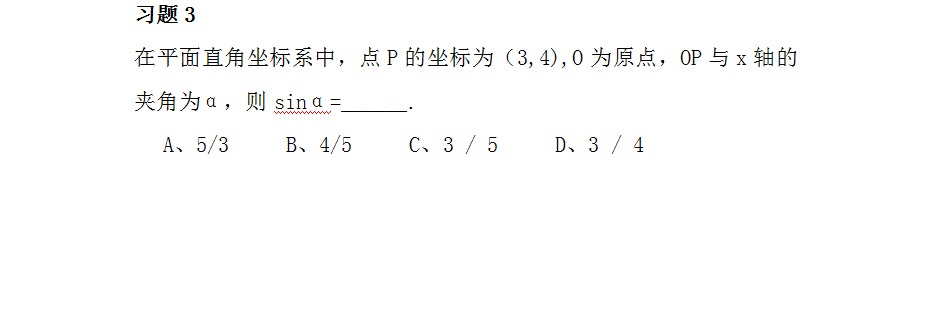 习题 3
在平面直角坐标系中，点 P 的坐标为（3,4),O 为原点，OP 与 x 轴的
夹角为α，则 sinα=______.
A、5/3  B、4/5  C、3 / 5  D、3 / 4